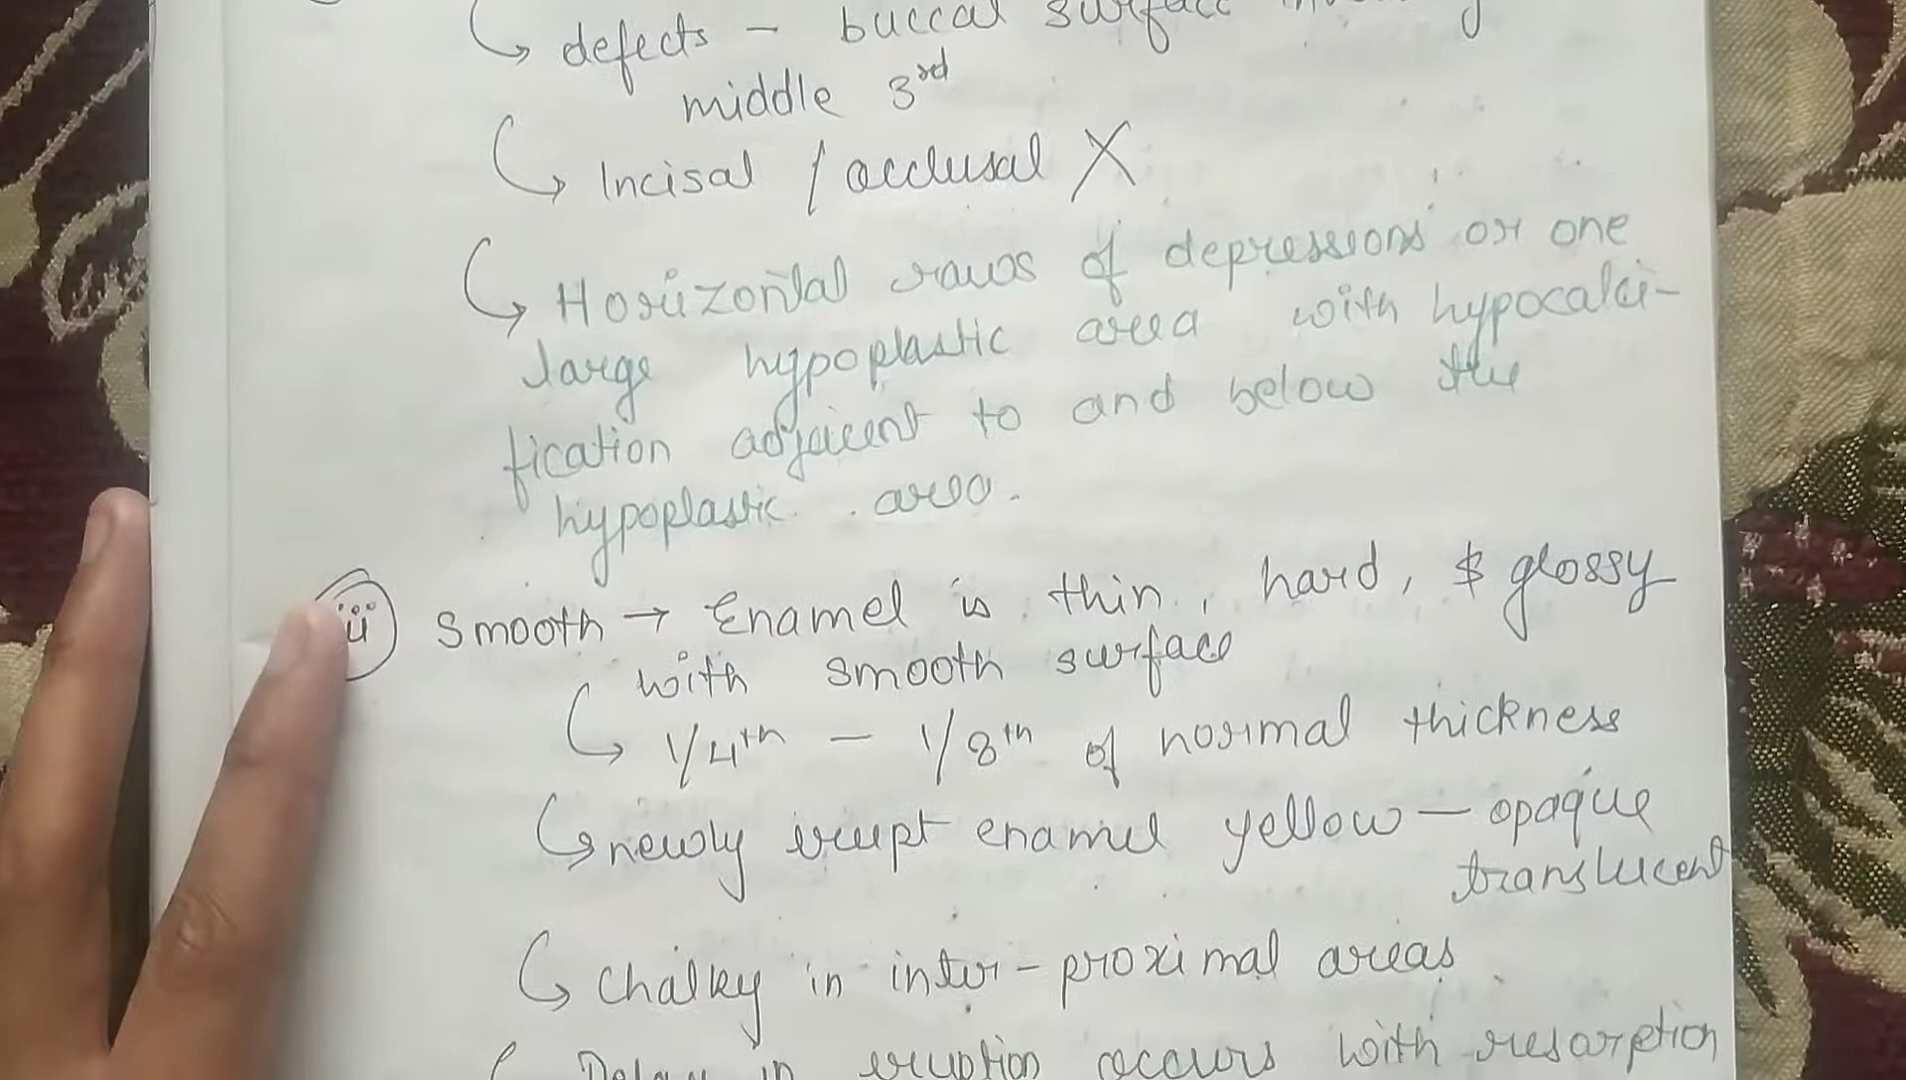 ↳ defects - buccal surface
middle 3rd
↳ Incisal / occlusal X
↳ Horizontal rows of depressions or one
large hypoplastic area with hypocalci-
fication adjacent to and below the
hypoplastic area.
Smooth → Enamel is thin, hard, $ glossy
with smooth surface
↳ 1/4th - 1/8th of normal thickness
↳ newly erupt enamel yellow - opaque
translucent
↳ chalky in inter-proximal areas
Delay in eruption occurs with resorption